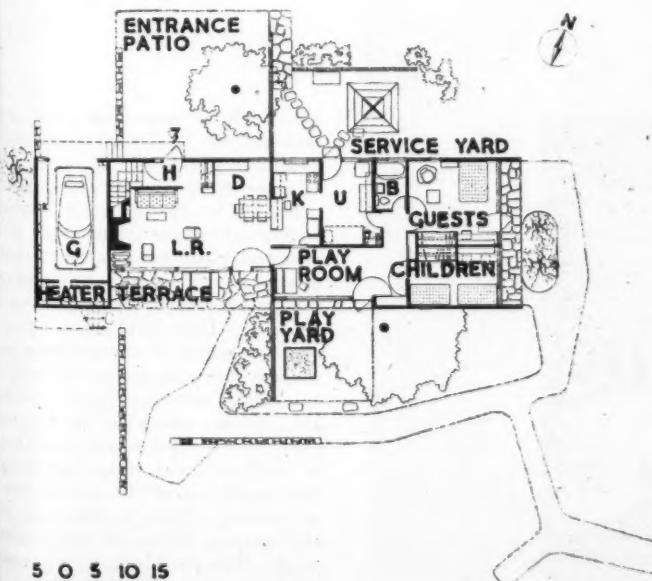 ENTRANCE
PATIO
N
SERVICE YARD
H
D
K
U
B
G
L.R.
GUESTS
PLAY
ROOM
CHILDREN
HEATER TERRACE
PLAY
YARD
5 0 5 10 15